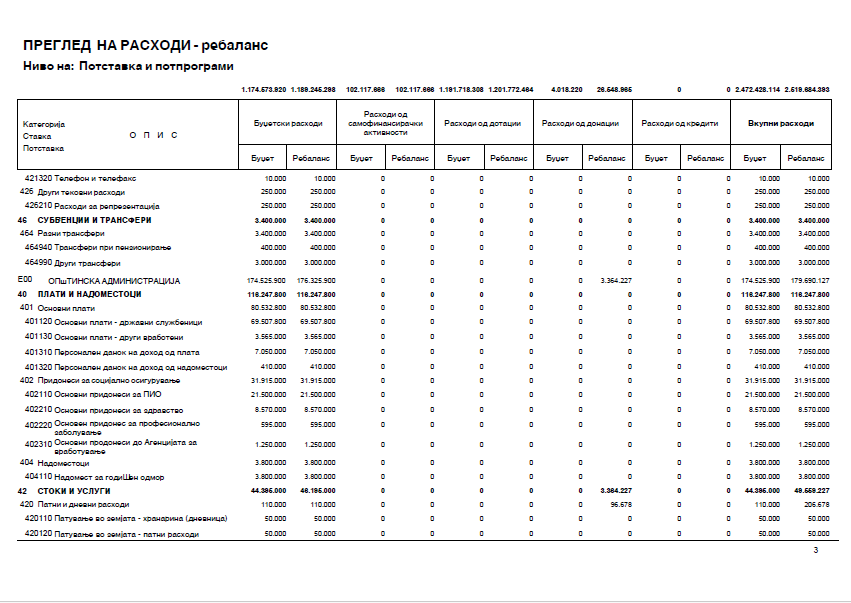 ПРЕГЛЕД НА РАСХОДИ - ребаланс
Ниво на: Потставка и потпрограми
1.174.573.920 1.189.245.298 102.117.666 102.117.666 1.191.718.308 1.201.772.464 4.018.220 26.548.965 0 0 2.472.428.114 2.519.684.393
Категорија
Ставка
Потставка
О П И С
Буџетски расходи
Расходи од самофинансирачки активности
Расходи од дотации
Расходи од донации
Расходи од кредити
Вкупни расходи
Буџет Ребаланс Буџет Ребаланс Буџет Ребаланс Буџет Ребаланс Буџет Ребаланс Буџет Ребаланс
421320 Телефон и телефакс 10.000 10.000 0 0 0 0 0 0 0 0 10.000 10.000
426 Други тековни расходи 250.000 250.000 0 0 0 0 0 0 0 0 250.000 250.000
426210 Расходи за репрезентација 250.000 250.000 0 0 0 0 0 0 0 0 250.000 250.000
46 СУБВЕНЦИИ И ТРАНСФЕРИ 3.400.000 3.400.000 0 0 0 0 0 0 0 0 3.400.000 3.400.000
464 Разни трансфери 3.400.000 3.400.000 0 0 0 0 0 0 0 0 3.400.000 3.400.000
464940 Трансфери при пензионирање 400.000 400.000 0 0 0 0 0 0 0 0 400.000 400.000
464990 Други трансфери 3.000.000 3.000.000 0 0 0 0 0 0 0 0 3.000.000 3.000.000
E00 ОПшТИНСКА АДМИНИСТРАЦИЈА 174.525.900 176.325.900 0 0 0 0 0 3.364.227 0 0 174.525.900 179.690.127
40 ПЛАТИ И НАДОМЕСТОЦИ 116.247.800 116.247.800 0 0 0 0 0 0 0 0 116.247.800 116.247.800
401 Основни плати 80.532.800 80.532.800 0 0 0 0 0 0 0 0 80.532.800 80.532.800
401120 Основни плати - државни службеници 69.507.800 69.507.800 0 0 0 0 0 0 0 0 69.507.800 69.507.800
401130 Основни плати - други вработени 3.565.000 3.565.000 0 0 0 0 0 0 0 0 3.565.000 3.565.000
401310 Персонален данок на доход од плата 7.050.000 7.050.000 0 0 0 0 0 0 0 0 7.050.000 7.050.000
401320 Персонален данок на доход од надоместоци 410.000 410.000 0 0 0 0 0 0 0 0 410.000 410.000
402 Придонеси за социјално осигурување 31.915.000 31.915.000 0 0 0 0 0 0 0 0 31.915.000 31.915.000
402110 Основни придонеси за ПИО 21.500.000 21.500.000 0 0 0 0 0 0 0 0 21.500.000 21.500.000
402210 Основни придонеси за здравство 8.570.000 8.570.000 0 0 0 0 0 0 0 0 8.570.000 8.570.000
402220 Основен придонес за професионално
заболување 595.000 595.000 0 0 0 0 0 0 0 0 595.000 595.000
402310 Основни продонеси до Агенцијата за
вработување 1.250.000 1.250.000 0 0 0 0 0 0 0 0 1.250.000 1.250.000
404 Надоместоци 3.800.000 3.800.000 0 0 0 0 0 0 0 0 3.800.000 3.800.000
404110 Надомест за годиШен одмор 3.800.000 3.800.000 0 0 0 0 0 0 0 0 3.800.000 3.800.000
42 СТОКИ И УСЛУГИ 44.395.000 46.195.000 0 0 0 0 0 3.364.227 0 0 44.395.000 49.559.227
420 Патни и дневни расходи 110.000 110.000 0 0 0 0 0 96.678 0 0 110.000 206.678
420110 Патување во земјата - хранарина (дневница) 50.000 50.000 0 0 0 0 0 0 0 0 50.000 50.000
420120 Патување во земјата - патни расходи 50.000 50.000 0 0 0 0 0 0 0 0 50.000 50.000
3